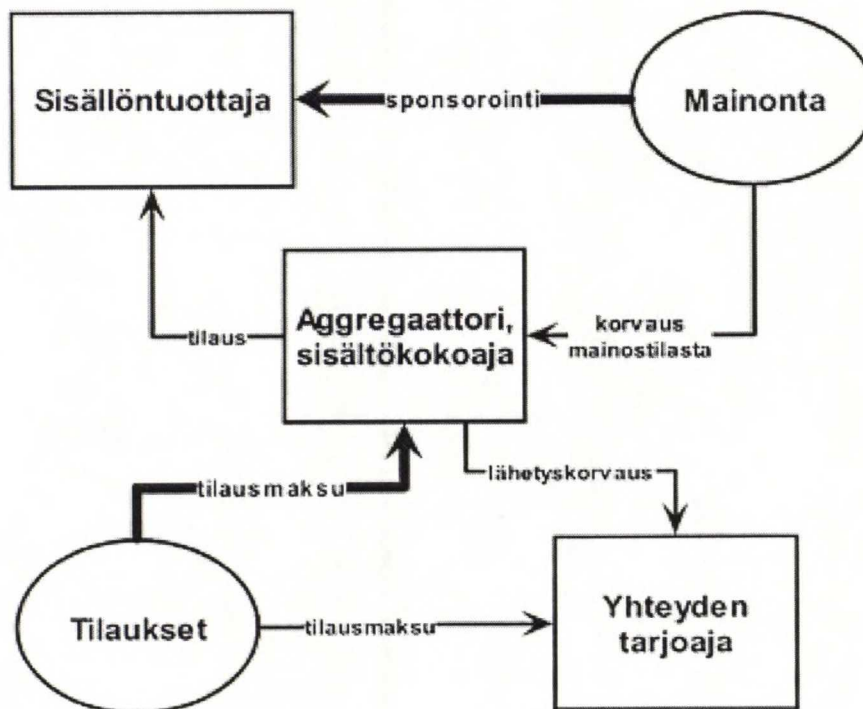 Sisällöntuottaja
sponsorointi
Mainonta
tilaus
Aggregaattori,
sisältökokoaja
korvaus
mainostilasta
tilausmaksu
lähetyskorvaus
Tilaukset
tilausmaksu
Yhteyden
tarjoaja